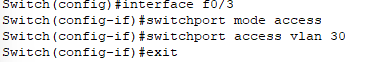 Switch(config)#interface f0/3
Switch(config-if)#switchport mode access
Switch(config-if)#switchport access vlan 30
Switch(config-if)#exit